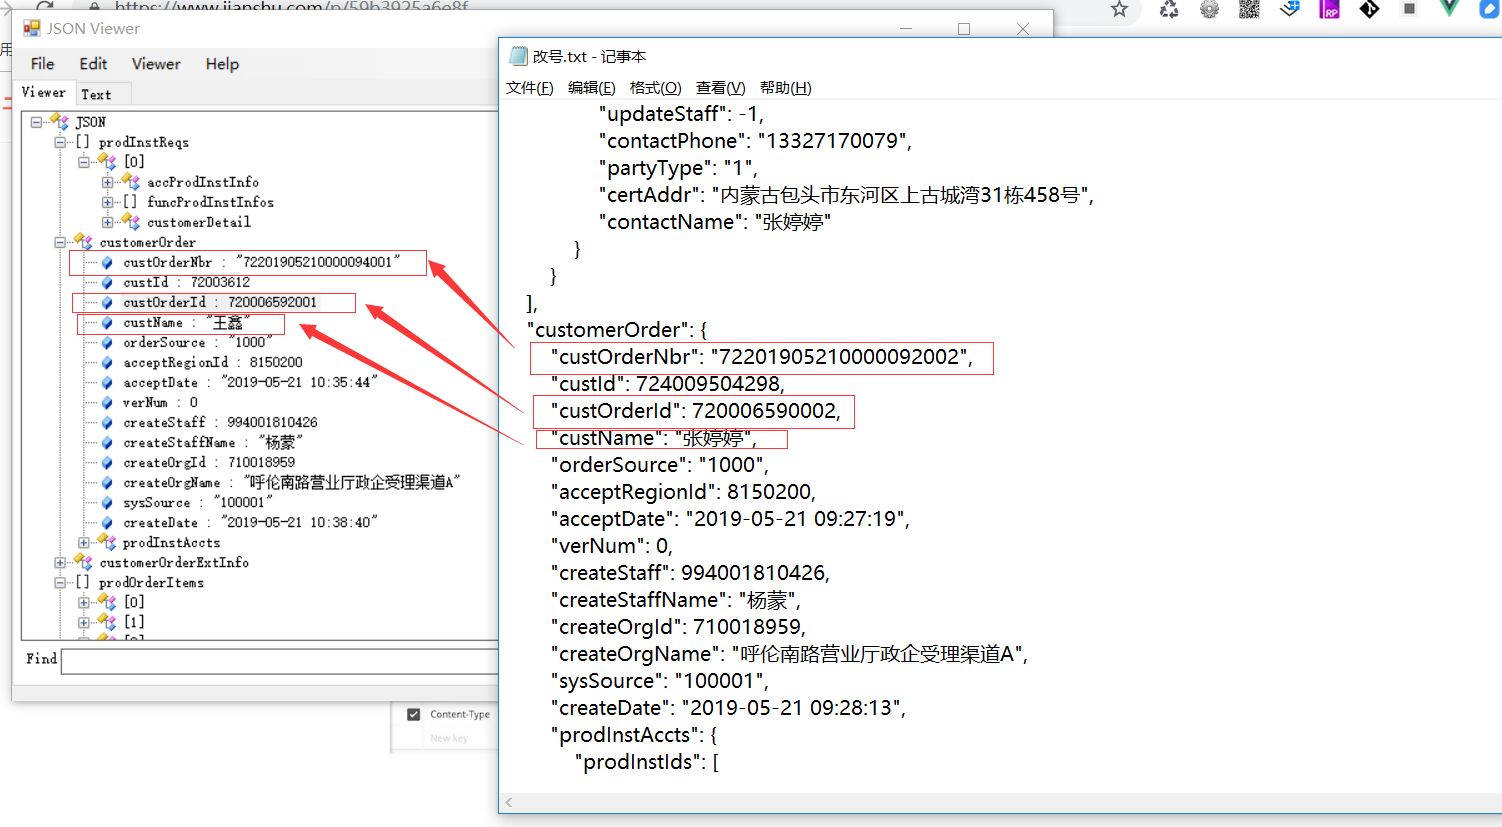 https://www.jianshu.com/p/59b3925a6e8f
用
JSON Viewer
File Edit Viewer Help
Viewer Text
JSON
[] prodInstReqs
[0]
accProdInstInfo
[] funcProdInstInfos
customerDetail
customerOrder
custOrderNbr : "72201905210000094001"
custId : 72003612
custOrderId : 720006592001
custName : "王鑫"
orderSource : "1000"
acceptRegionId : 8150200
acceptDate : "2019-05-21 10:35:44"
verNum : 0
createStaff : 994001810426
createStaffName : "杨蒙"
createOrgId : 710018959
createOrgName : "呼伦南路营业厅政企受理渠道A"
sysSource : "100001"
createDate : "2019-05-21 10:38:40"
prodInstAccts
customerOrderExtInfo
[] prodOrderItems
[0]
[1]
Find
Content-Type
New key
改号.txt - 记事本
文件(F) 编辑(E) 格式(O) 查看(V) 帮助(H)
"updateStaff": -1,
"contactPhone": "13327170079",
"partyType": "1",
"certAddr": "内蒙古包头市东河区上古城湾31栋458号",
"contactName": "张婷婷"
}
}
],
"customerOrder": {
"custOrderNbr": "72201905210000092002",
"custId": 724009504298,
"custOrderId": 720006590002,
"custName": "张婷婷",
"orderSource": "1000",
"acceptRegionId": 8150200,
"acceptDate": "2019-05-21 09:27:19",
"verNum": 0,
"createStaff": 994001810426,
"createStaffName": "杨蒙",
"createOrgId": 710018959,
"createOrgName": "呼伦南路营业厅政企受理渠道A",
"sysSource": "100001",
"createDate": "2019-05-21 09:28:13",
"prodInstAccts": {
"prodInstIds": [
RP